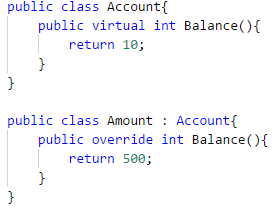 public class Account{
    public virtual int Balance(){
        return 10;
    }
}

public class Amount : Account{
    public override int Balance(){
        return 500;
    }
}